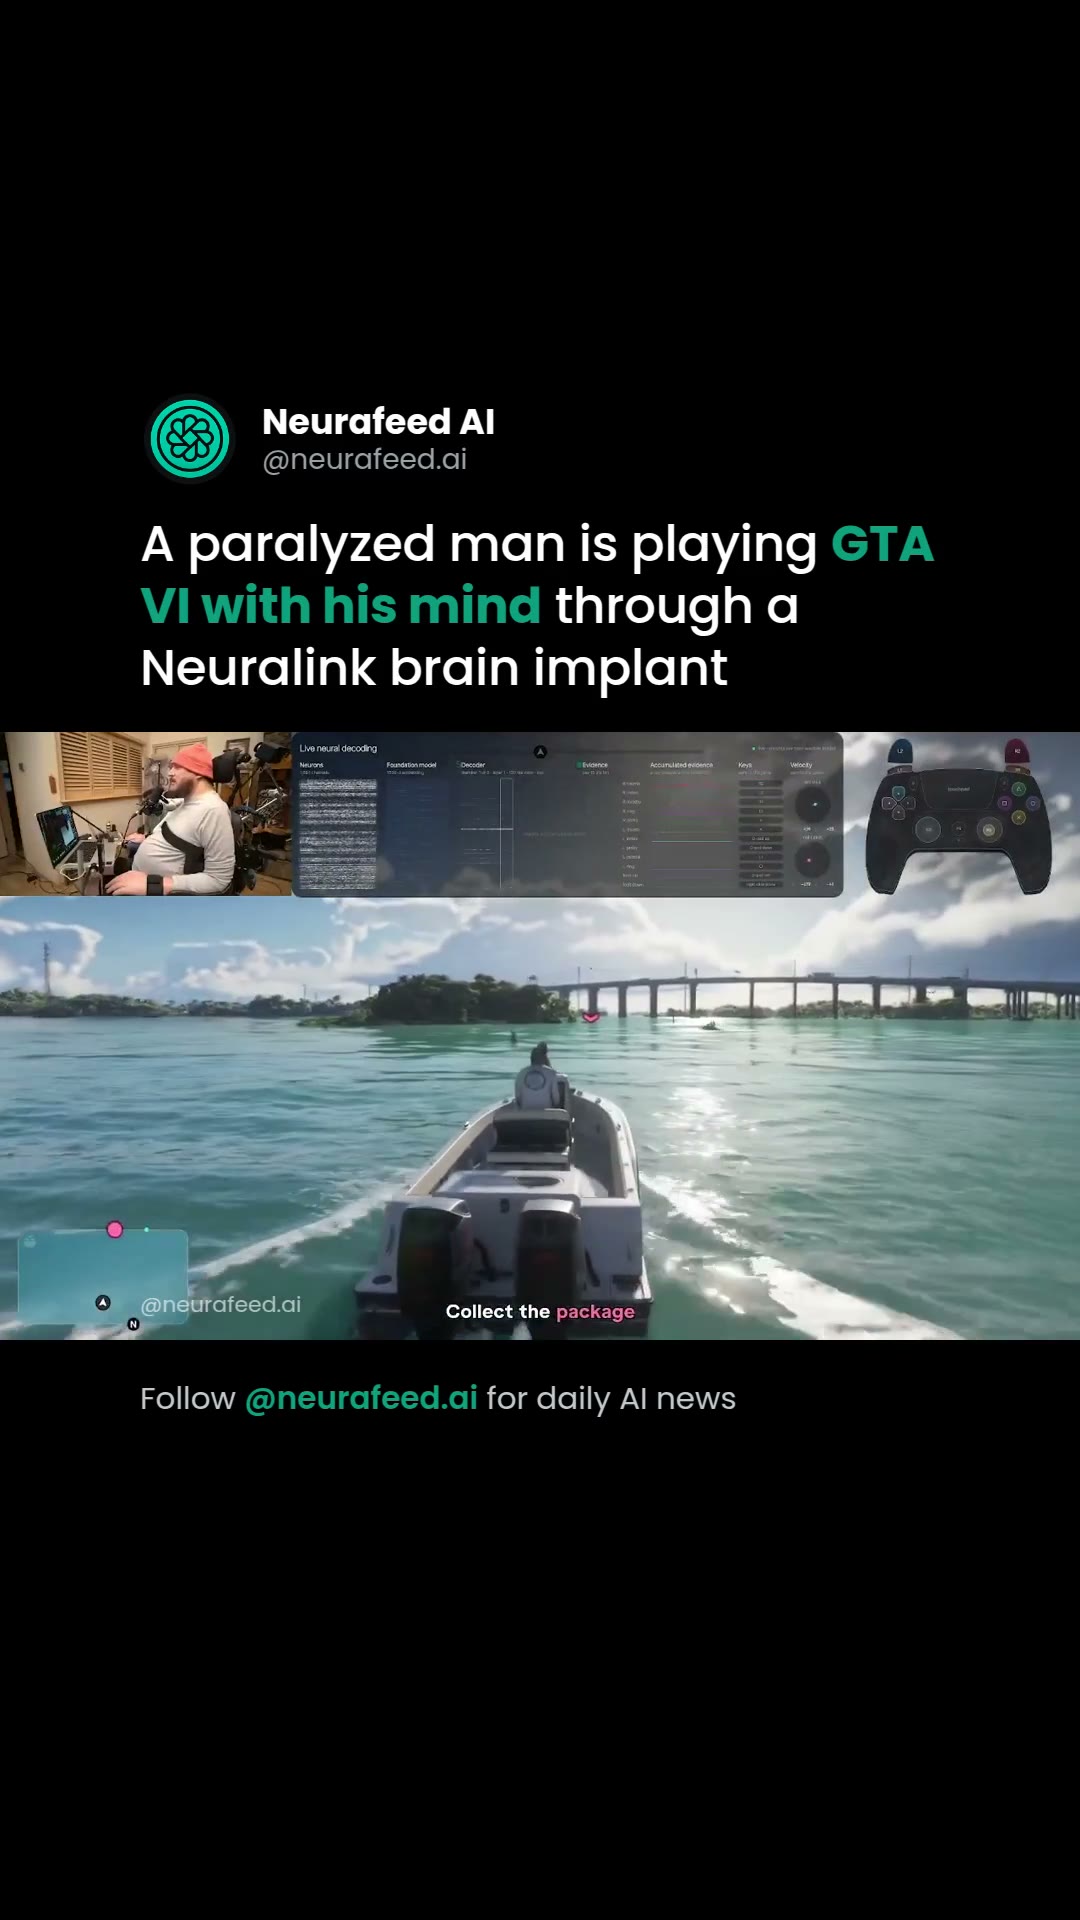 Neurafeed AI
@neurafeed.ai
A paralyzed man is playing GTA
VI with his mind through a
Neuralink brain implant
Live neural decoding
Neurons
Foundation model
Decoder
Evidence
Accumulated evidence
Keys
Velocity
L2
R2
N
@neurafeed.ai
Collect the package
Follow @neurafeed.ai for daily AI news